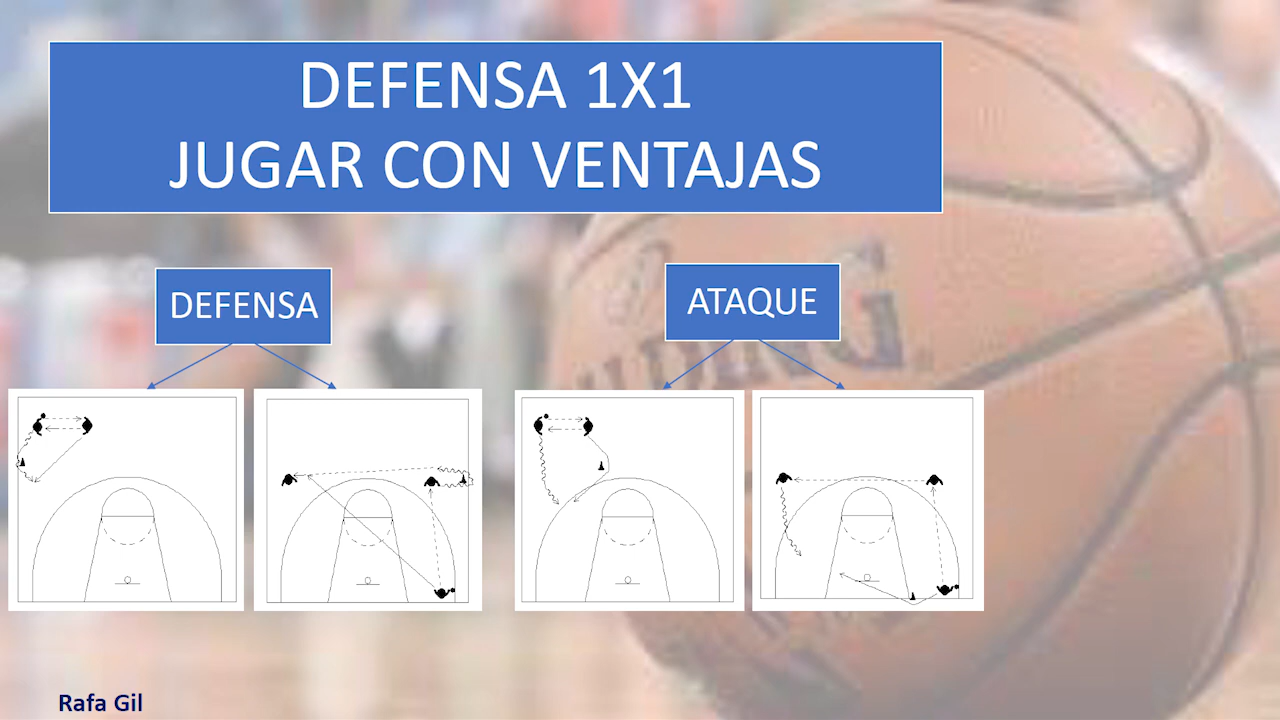 DEFENSA 1X1
JUGAR CON VENTAJAS
DEFENSA
ATAQUE
Rafa Gil